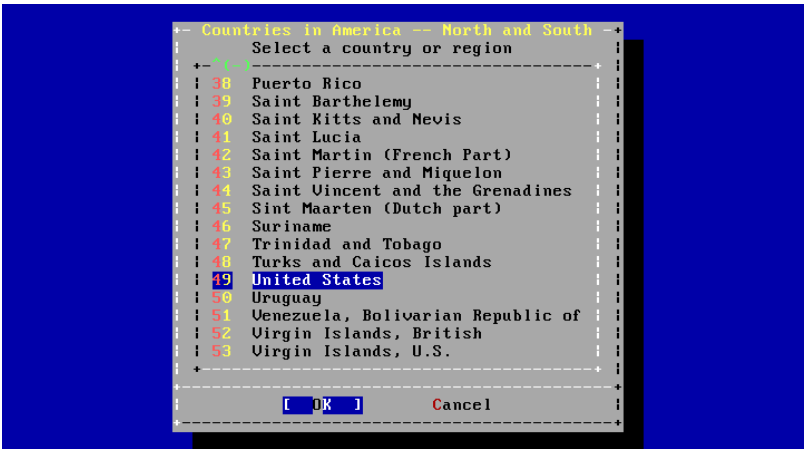 Countries in America -- North and South
Select a country or region
^(-)
38 Puerto Rico
39 Saint Barthelemy
40 Saint Kitts and Nevis
41 Saint Lucia
42 Saint Martin (French Part)
43 Saint Pierre and Miquelon
44 Saint Vincent and the Grenadines
45 Sint Maarten (Dutch part)
46 Suriname
47 Trinidad and Tobago
48 Turks and Caicos Islands
49 United States
50 Uruguay
51 Venezuela, Bolivarian Republic of
52 Virgin Islands, British
53 Virgin Islands, U.S.
[ OK ] Cancel